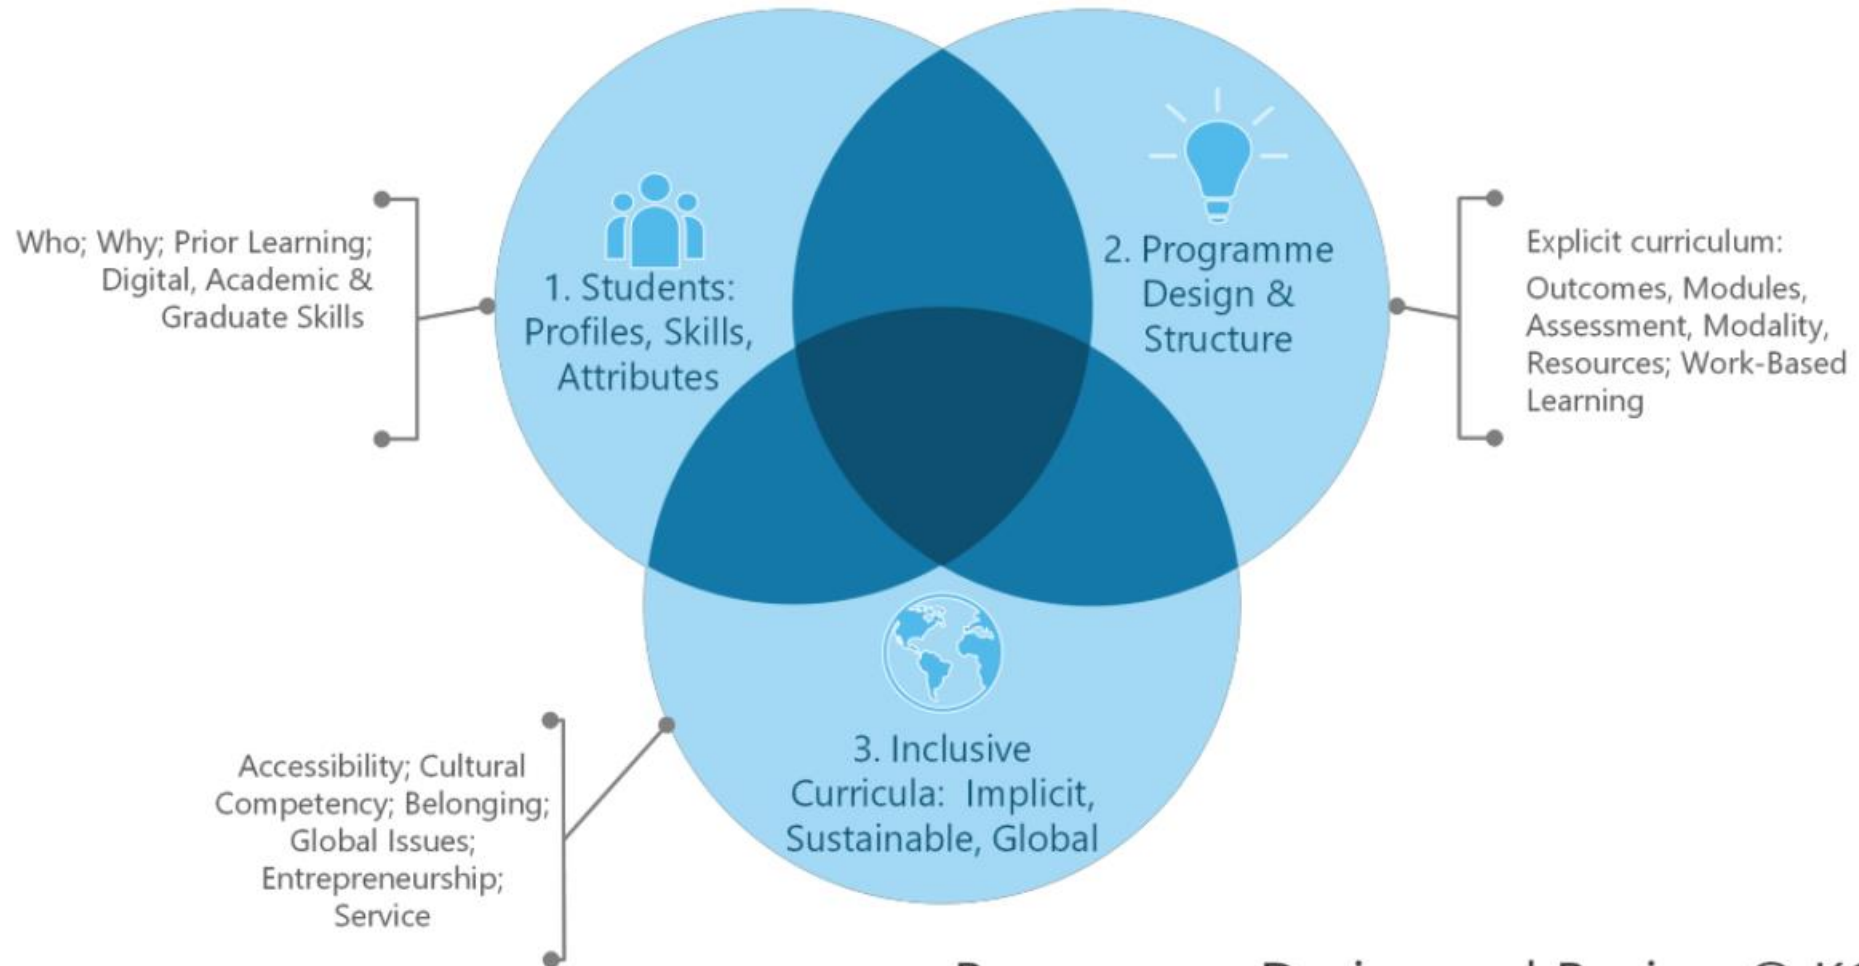 Who; Why; Prior Learning;
Digital, Academic &
Graduate Skills
1. Students:
Profiles, Skills,
Attributes
2. Programme
Design &
Structure
Explicit curriculum:
Outcomes, Modules,
Assessment, Modality,
Resources; Work-Based
Learning
3. Inclusive
Curricula:  Implicit,
Sustainable, Global
Accessibility; Cultural
Competency; Belonging;
Global Issues;
Entrepreneurship;
Service